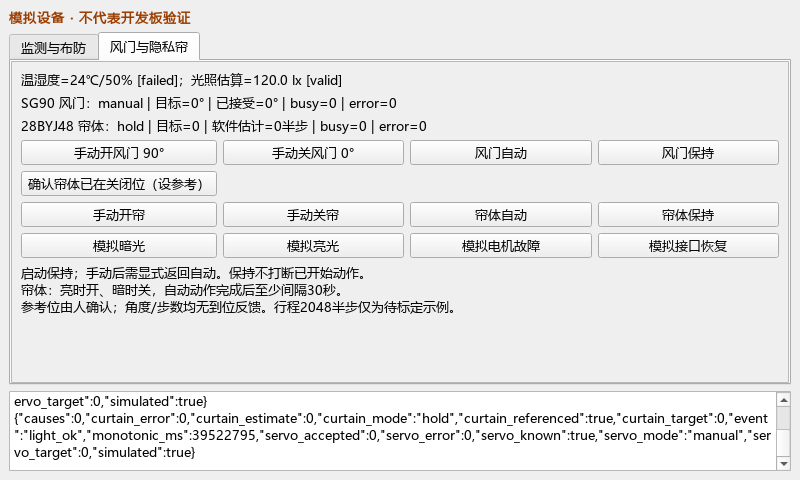 模拟设备 · 不代表开发板验证
监测与布防
风门与隐私帘
温湿度=24℃/50% [failed]；光照估算=120.0 lx [valid]
SG90 风门：manual | 目标=0° | 已接受=0° | busy=0 | error=0
28BYJ48 帘体：hold | 目标=0 | 软件估计=0半步 | busy=0 | error=0
手动开风门 90°
手动关风门 0°
风门自动
风门保持
确认帘体已在关闭位（设参考）
手动开帘
手动关帘
帘体自动
帘体保持
模拟暗光
模拟亮光
模拟电机故障
模拟接口恢复
启动保持；手动后需显式返回自动。保持不打断已开始动作。
帘体：亮时开、暗时关，自动动作完成后至少间隔30秒。
参考位由人确认；角度/步数均无到位反馈。行程2048半步仅为待标定示例。
ervo_target":0,"simulated":true}
{"causes":0,"curtain_error":0,"curtain_estimate":0,"curtain_mode":"hold","curtain_referenced":true,"curtain_target":0,"event
":"light_ok","monotonic_ms":39522795,"servo_accepted":0,"servo_error":0,"servo_known":true,"servo_mode":"manual","ser
vo_target":0,"simulated":true}